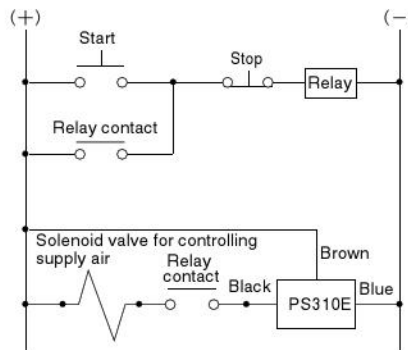 (+)
(−
Start
Stop
Relay
Relay contact
Solenoid valve for controlling
supply air
Relay
contact
Brown
Black
Blue
PS310E